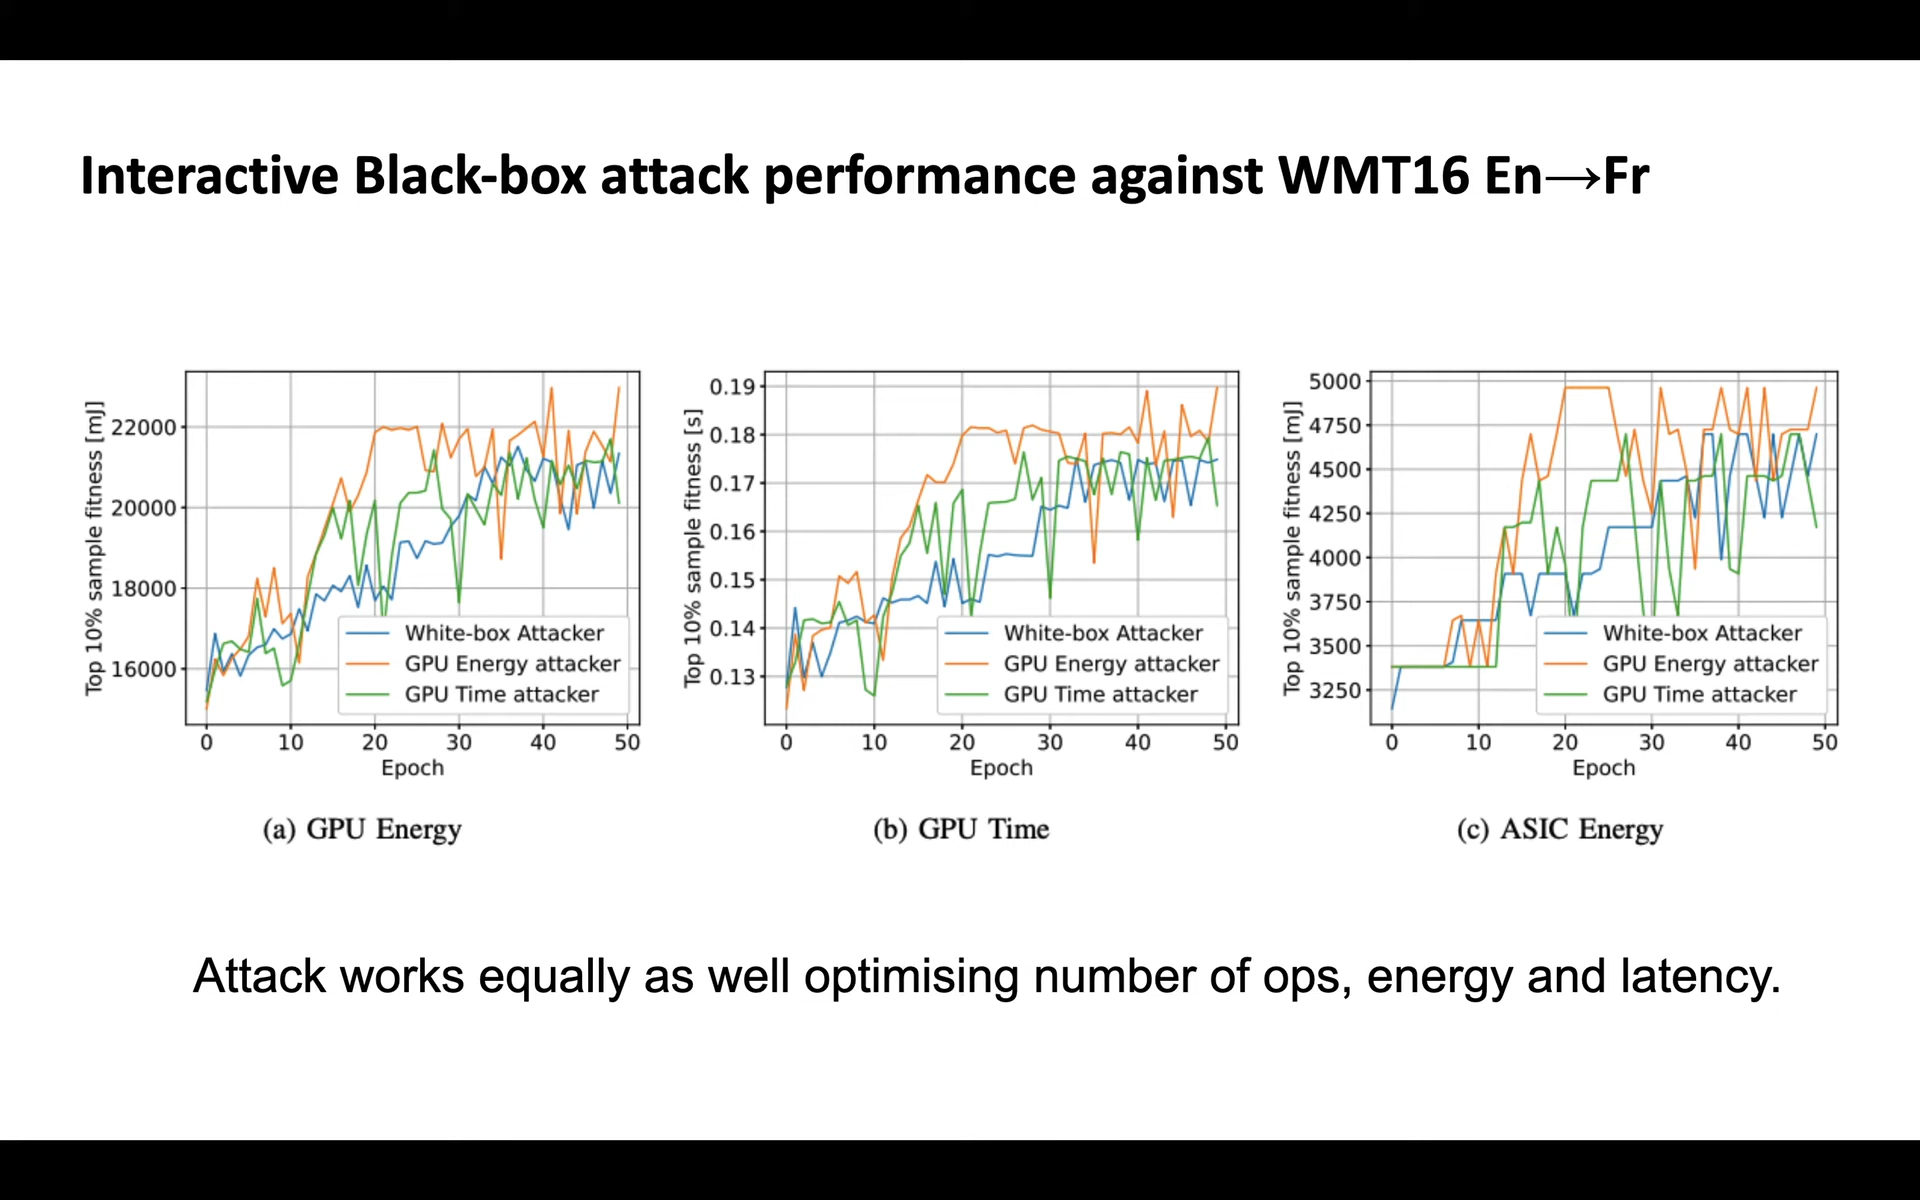 Interactive Black-box attack performance against WMT16 En→Fr
Top 10% sample fitness [mJ]
22000
20000
18000
16000
White-box Attacker
GPU Energy attacker
GPU Time attacker
0 10 20 30 40 50
Epoch
(a) GPU Energy
Top 10% sample fitness [s]
0.19
0.18
0.17
0.16
0.15
0.14
0.13
White-box Attacker
GPU Energy attacker
GPU Time attacker
0 10 20 30 40 50
Epoch
(b) GPU Time
Top 10% sample fitness [mJ]
5000
4750
4500
4250
4000
3750
3500
3250
White-box Attacker
GPU Energy attacker
GPU Time attacker
0 10 20 30 40 50
Epoch
(c) ASIC Energy
Attack works equally as well optimising number of ops, energy and latency.